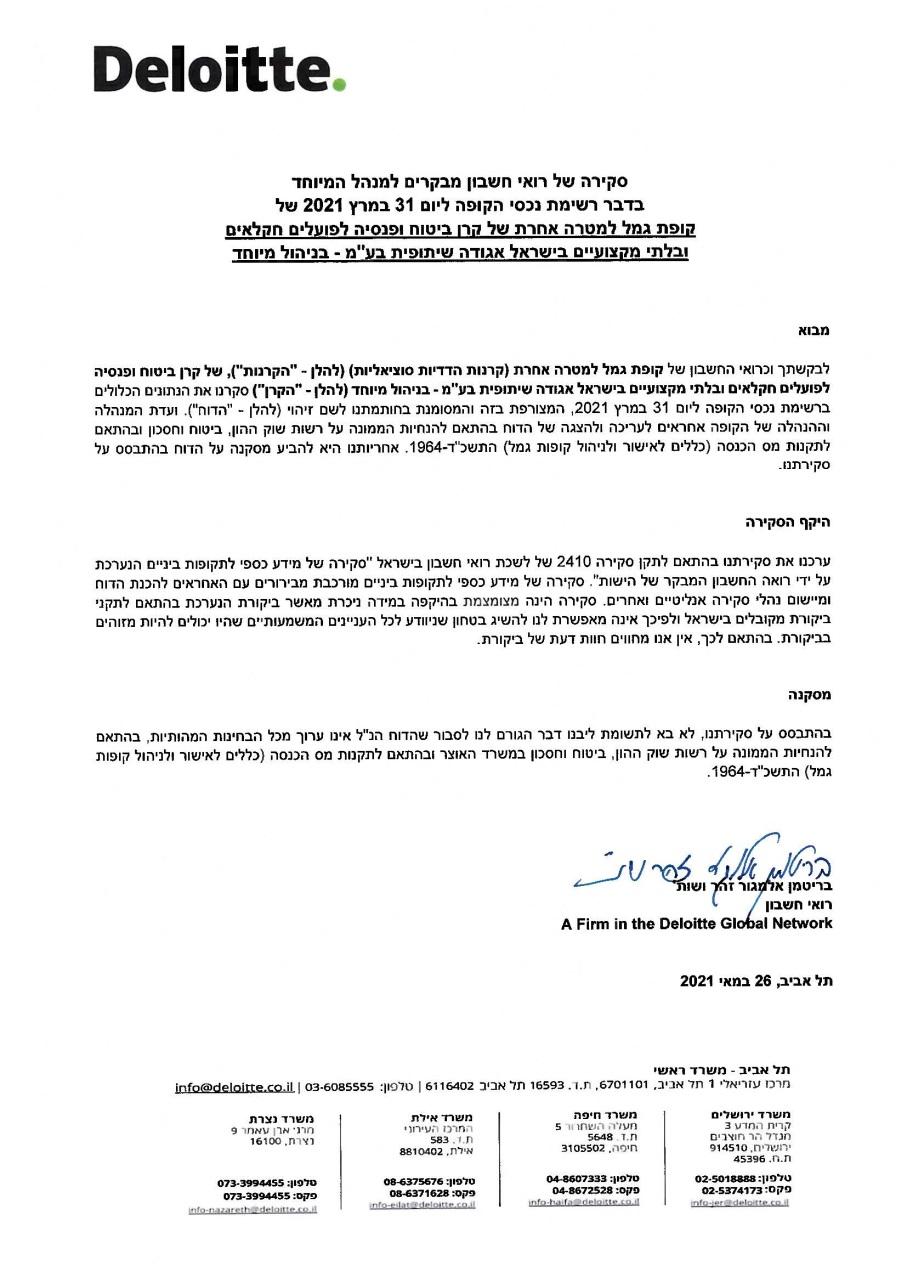 Deloitte.
סקירה של רואי חשבון מבקרים למנהל המיוחד
בדבר רשימת נכסי הקופה ליום 31 במרץ 2021 של
קופת גמל למטרה אחרת של קרן ביטוח ופנסיה לפועלים חקלאים
ובלתי מקצועיים בישראל אגודה שיתופית בע"מ - בניהול מיוחד
מבוא
לבקשתך וכרואי החשבון של קופת גמל למטרה אחרת (קרנות הדדיות סוציאליות) (להלן - "הקרנות"), של קרן ביטוח ופנסיה
לפועלים חקלאים ובלתי מקצועיים בישראל אגודה שיתופית בע"מ - בניהול מיוחד (להלן - "הקרן") סקרנו את הנתונים הכלולים
ברשימת נכסי הקופה ליום 31 במרץ 2021, המצורפת בזה והמסומנת בחותמתנו לשם זיהוי (להלן - "הדוח"). ועדת המנהלה
וההנהלה של הקופה אחראים לעריכה ולהצגה של הדוח בהתאם להנחיות הממונה על רשות שוק ההון, ביטוח וחסכון ובהתאם
לתקנות מס הכנסה (כללים לאישור ולניהול קופות גמל) התשכ"ד-1964. אחריותנו היא להביע מסקנה על הדוח בהתבסס על
סקירתנו.
היקף הסקירה
ערכנו את סקירתנו בהתאם לתקן סקירה 2410 של לשכת רואי חשבון בישראל "סקירה של מידע כספי לתקופות ביניים הנערכת
על ידי רואה החשבון המבקר של הישות". סקירה של מידע כספי לתקופות ביניים מורכבת מבירורים עם האחראים להכנת הדוח
ומיישום נהלי סקירה אנליטיים ואחרים. סקירה הינה מצומצמת בהיקפה במידה ניכרת מאשר ביקורת הנערכת בהתאם לתקני
ביקורת מקובלים בישראל ולפיכך אינה מאפשרת לנו להשיג בטחון שניוודע לכל העניינים המשמעותיים שהיו יכולים להיות מזוהים
בביקורת. בהתאם לכך, אין אנו מחווים חוות דעת של ביקורת.
מסקנה
בהתבסס על סקירתנו, לא בא לתשומת ליבנו דבר הגורם לנו לסבור שהדוח הנ"ל אינו ערוך מכל הבחינות המהותיות, בהתאם
להנחיות הממונה על רשות שוק ההון, ביטוח וחסכון במשרד האוצר ובהתאם לתקנות מס הכנסה (כללים לאישור ולניהול קופות
גמל) התשכ"ד-1964.
בריטמן אלמגור זהר ושות'
בריטמן אלמגור זהר ושות'
רואי חשבון
A Firm in the Deloitte Global Network
תל אביב, 26 במאי 2021
תל אביב - משרד ראשי
מרכז עזריאלי 1 תל אביב, 6701101, ת.ד. 16593 תל אביב 6116402 | טלפון: 03-6085555 | info@deloitte.co.il
משרד ירושלים
קרית המדע 3
מגדל הר חוצבים
ירושלים, 914510
ת.ח. 45396
טלפון: 02-5018888
פקס: 02-5374173
info-jer@deloitte.co.il
משרד חיפה
מעלה השחרור 5
ת.ד. 5648
חיפה, 3105502
טלפון: 04-8607333
פקס: 04-8672528
info-haifa@deloitte.co.il
משרד אילת
המרכז העירוני
ת.ד. 583
אילת, 8810402
טלפון: 08-6375676
פקס: 08-6371628
info-eilat@deloitte.co.il
משרד נצרת
מרג' אבן עאמר 9
נצרת, 16100
טלפון: 073-3994455
פקס: 073-3994455
info-nazareth@deloitte.co.il